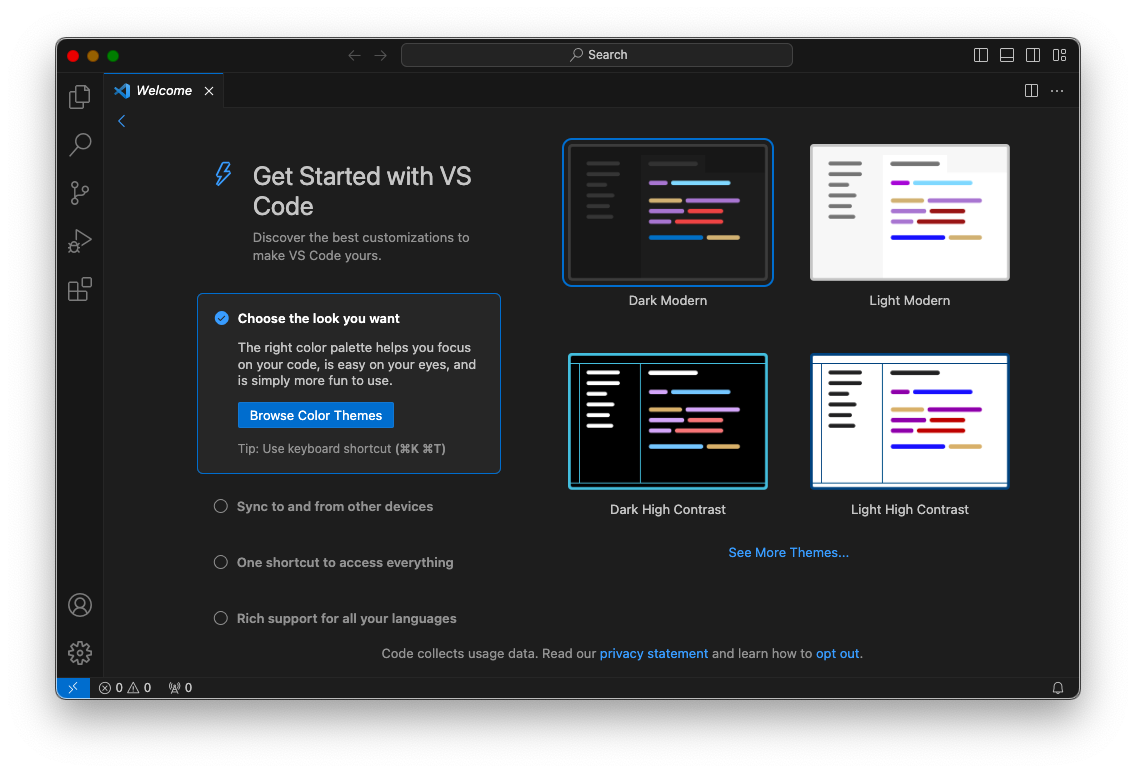 Search
Welcome
Get Started with VS
Code
Discover the best customizations to
make VS Code yours.
Choose the look you want
The right color palette helps you focus
on your code, is easy on your eyes, and
is simply more fun to use.
Browse Color Themes
Tip: Use keyboard shortcut (⌘K ⌘T)
Sync to and from other devices
One shortcut to access everything
Rich support for all your languages
Dark Modern
Light Modern
Dark High Contrast
Light High Contrast
See More Themes...
Code collects usage data. Read our privacy statement and learn how to opt out.
0 0 0